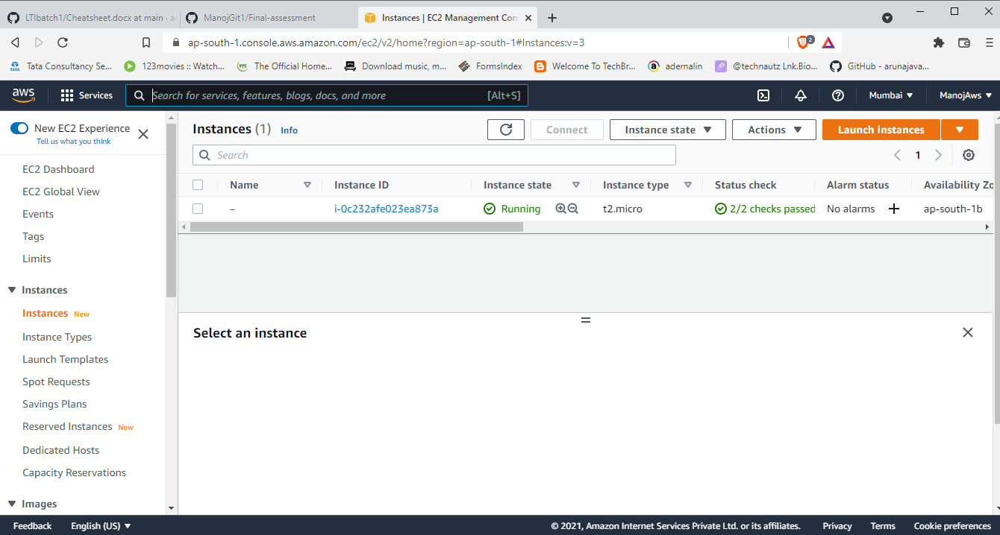 LTIbatch1/Cheatsheet.docx at main · a
ManojGit1/Final-assessment
Instances | EC2 Management Con
ap-south-1.console.aws.amazon.com/ec2/v2/home?region=ap-south-1#Instances:v=3
2
TATA Tata Consultancy Se...
123movies :: Watch...
YTS The Official Home...
Download music, m...
FormsIndex
Welcome To TechBr...
adernalin
@technautz Lnk.Bio...
GitHub - arunajava...
aws Services Search for services, features, blogs, docs, and more [Alt+S] Mumbai ManojAws
New EC2 Experience
Tell us what you think
EC2 Dashboard
EC2 Global View
Events
Tags
Limits
Instances
Instances New
Instance Types
Launch Templates
Spot Requests
Savings Plans
Reserved Instances New
Dedicated Hosts
Capacity Reservations
Images
Instances (1) Info Connect Instance state Actions Launch instances
Search 1
Name Instance ID Instance state Instance type Status check Alarm status Availability Zo
– i-0c232afe023ea873a Running t2.micro 2/2 checks passed No alarms ap-south-1b
Select an instance
Feedback English (US) © 2021, Amazon Internet Services Private Ltd. or its affiliates. Privacy Terms Cookie preferences